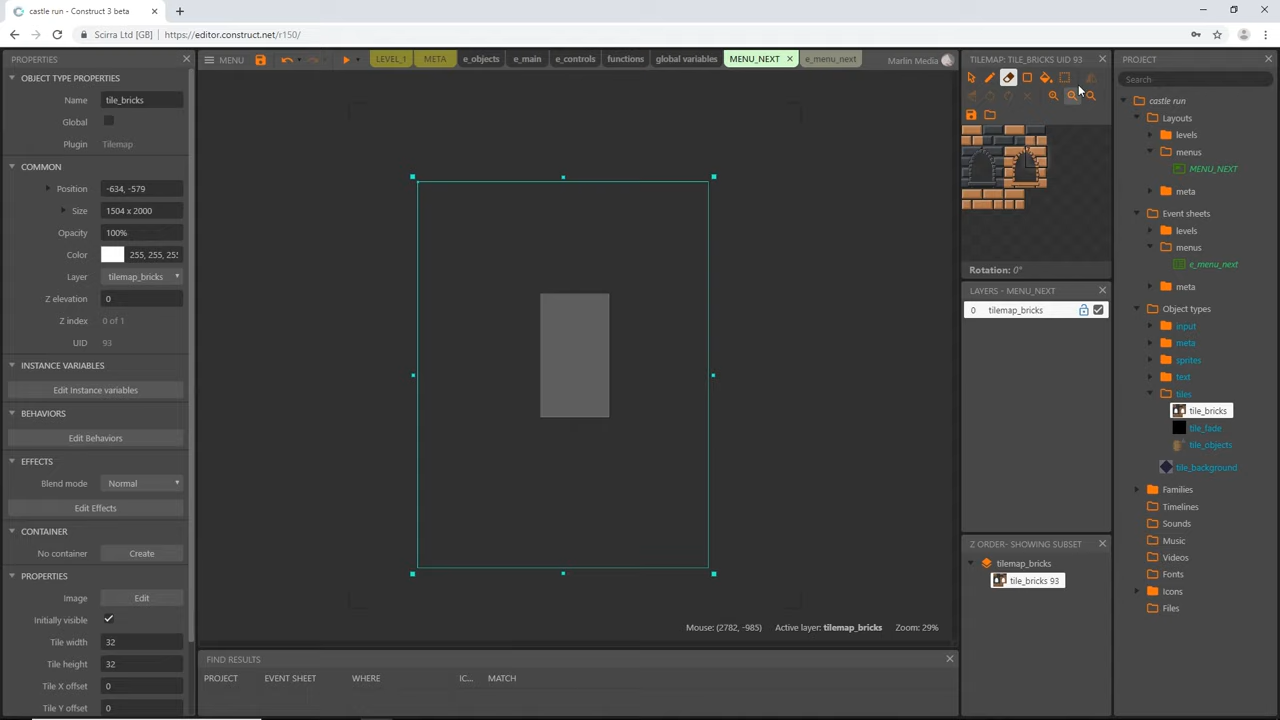 castle run - Construct 3
Scirra Ltd [GB] https://editor.construct.net/r150/
PROPERTIES
MENU
LEVEL_1
META
e_objects
e_main
e_controls
functions
global variables
MENU_NEXT
e_menu_next
TILEMAP: TILE_BRICKS UID 93
PROJECT
Marlin Media
OBJECT TYPE PROPERTIES
Name tile_bricks
Global
Plugin Tilemap
COMMON
Position -634, -579
Size 1504 x 2000
Opacity 100%
Color 255, 255, 255
Layer tilemap_bricks
Z elevation 0
Z index 0 of 1
UID 93
INSTANCE VARIABLES
Edit Instance variables
BEHAVIORS
Edit Behaviors
EFFECTS
Blend mode Normal
Edit Effects
CONTAINER
No container Create
PROPERTIES
Image Edit
Initially visible
Tile width 32
Tile height 32
Tile X offset 0
Tile Y offset 0
Mouse: (2782, -985) Active layer: tilemap_bricks Zoom: 29%
FIND RESULTS
PROJECT EVENT SHEET WHERE IC... MATCH
Rotation: 0°
LAYERS - MENU_NEXT
0 tilemap_bricks
Z ORDER- SHOWING SUBSET
tilemap_bricks
tile_bricks 93
Search
castle run
Layouts
levels
menus
MENU_NEXT
meta
Event sheets
levels
menus
e_menu_next
meta
Object types
input
meta
sprites
text
tiles
tile_bricks
tile_fade
tile_objects
tile_background
Families
Timelines
Sounds
Music
Videos
Fonts
Icons
Files